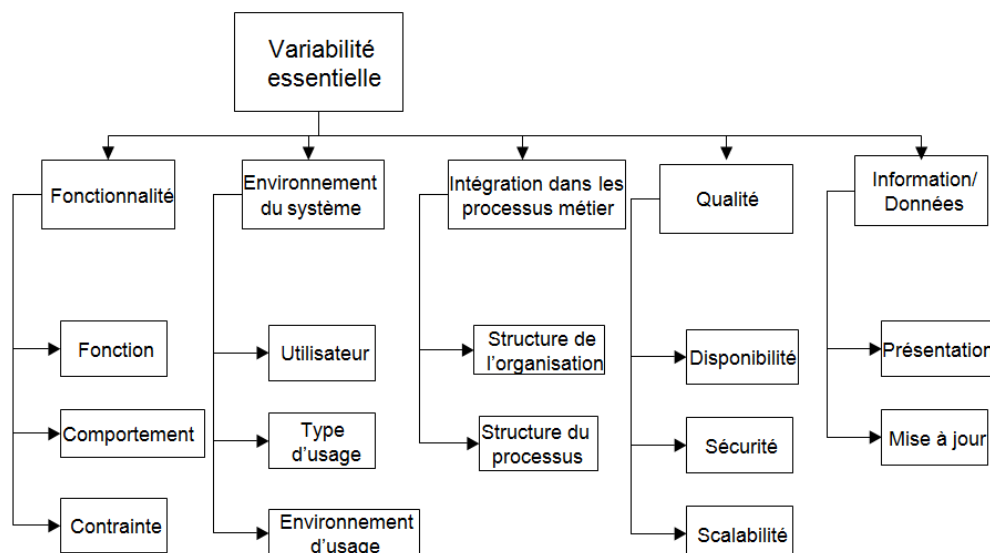 Variabilité
essentielle
Fonctionnalité
Environnement
du système
Intégration dans les
processus métier
Qualité
Information/
Données
Fonction
Comportement
Contrainte
Utilisateur
Type
d'usage
Environnement
d'usage
Structure de
l'organisation
Structure du
processus
Disponibilité
Sécurité
Scalabilité
Présentation
Mise à jour